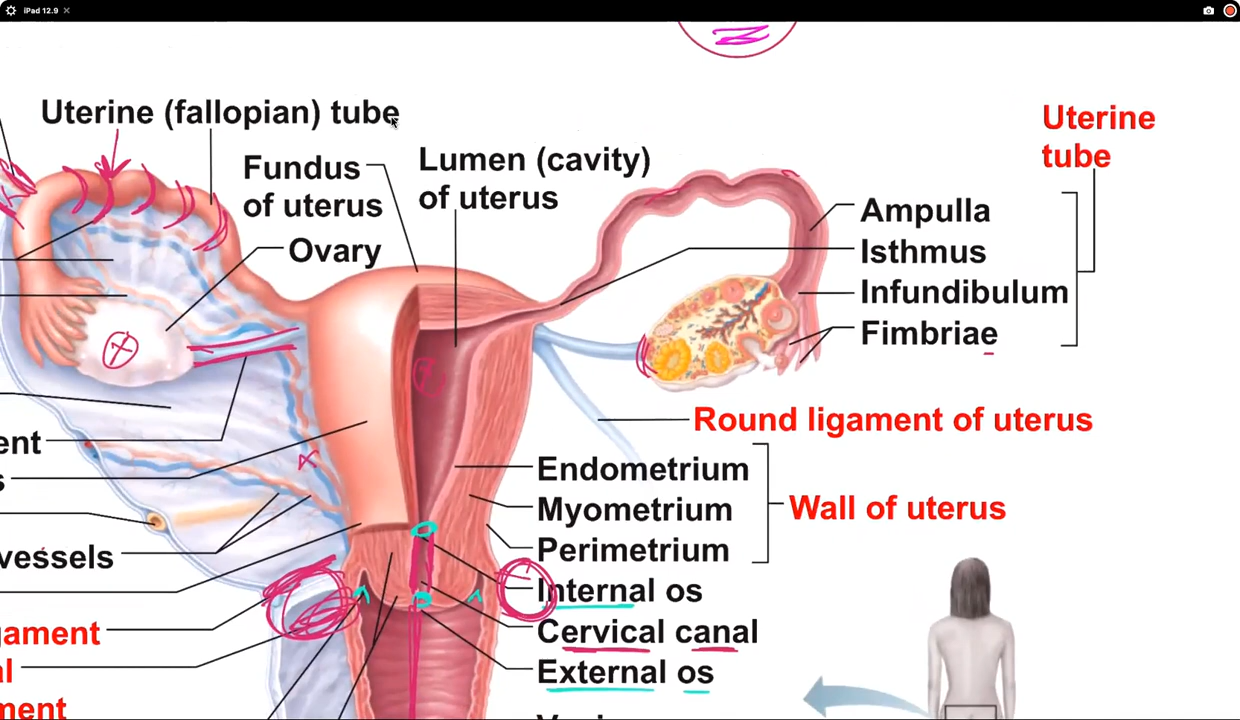 iPad 12.9
Uterine (fallopian) tube
Fundus
of uterus
Lumen (cavity)
of uterus
Ovary
Uterine
tube
Ampulla
Isthmus
Infundibulum
Fimbriae
Round ligament of uterus
Endometrium
Myometrium
Perimetrium
Wall of uterus
Internal os
Cervical canal
External os
ent
s
vessels
gament
al
ment